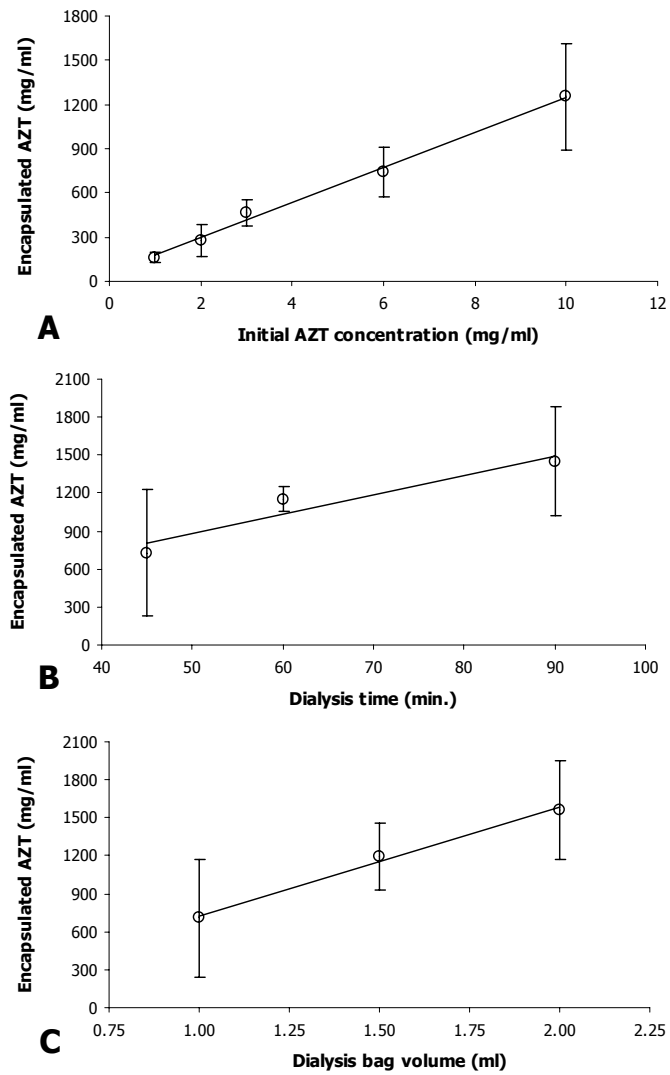 1800
1500
1200
900
600
300
0
0 2 4 6 8 10 12
Encapsulated AZT (mg/ml)
Initial AZT concentration (mg/ml)
A
2100
1800
1500
1200
900
600
300
0
40 50 60 70 80 90 100
Encapsulated AZT (mg/ml)
Dialysis time (min.)
B
2100
1800
1500
1200
900
600
300
0
0.75 1.00 1.25 1.50 1.75 2.00 2.25
Encapsulated AZT (mg/ml)
Dialysis bag volume (ml)
C